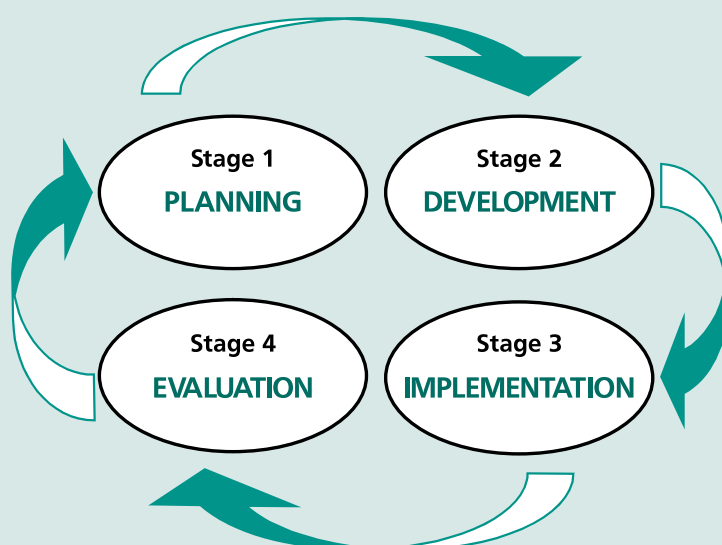 Stage 1
PLANNING
Stage 2
DEVELOPMENT
Stage 4
EVALUATION
Stage 3
IMPLEMENTATION